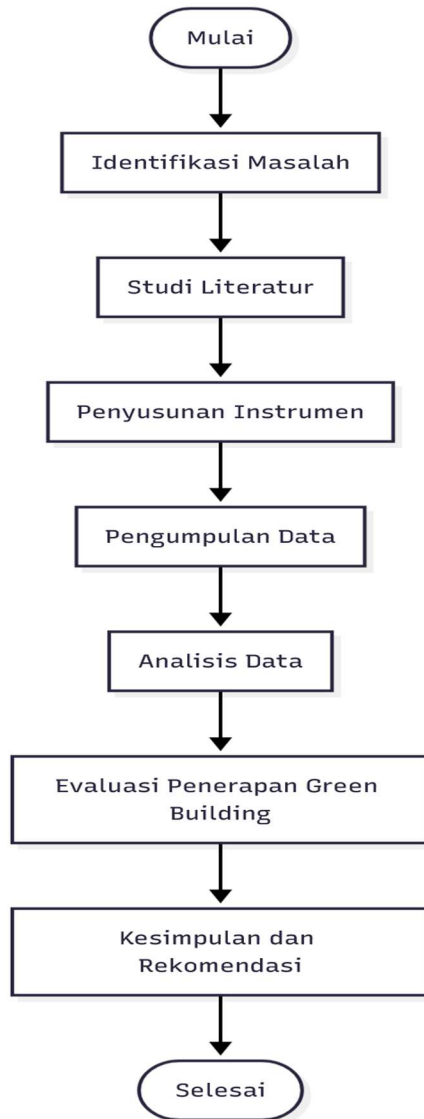 Mulai
Identifikasi Masalah
Studi Literatur
Penyusunan Instrumen
Pengumpulan Data
Analisis Data
Evaluasi Penerapan Green
Building
Kesimpulan dan
Rekomendasi
Selesai